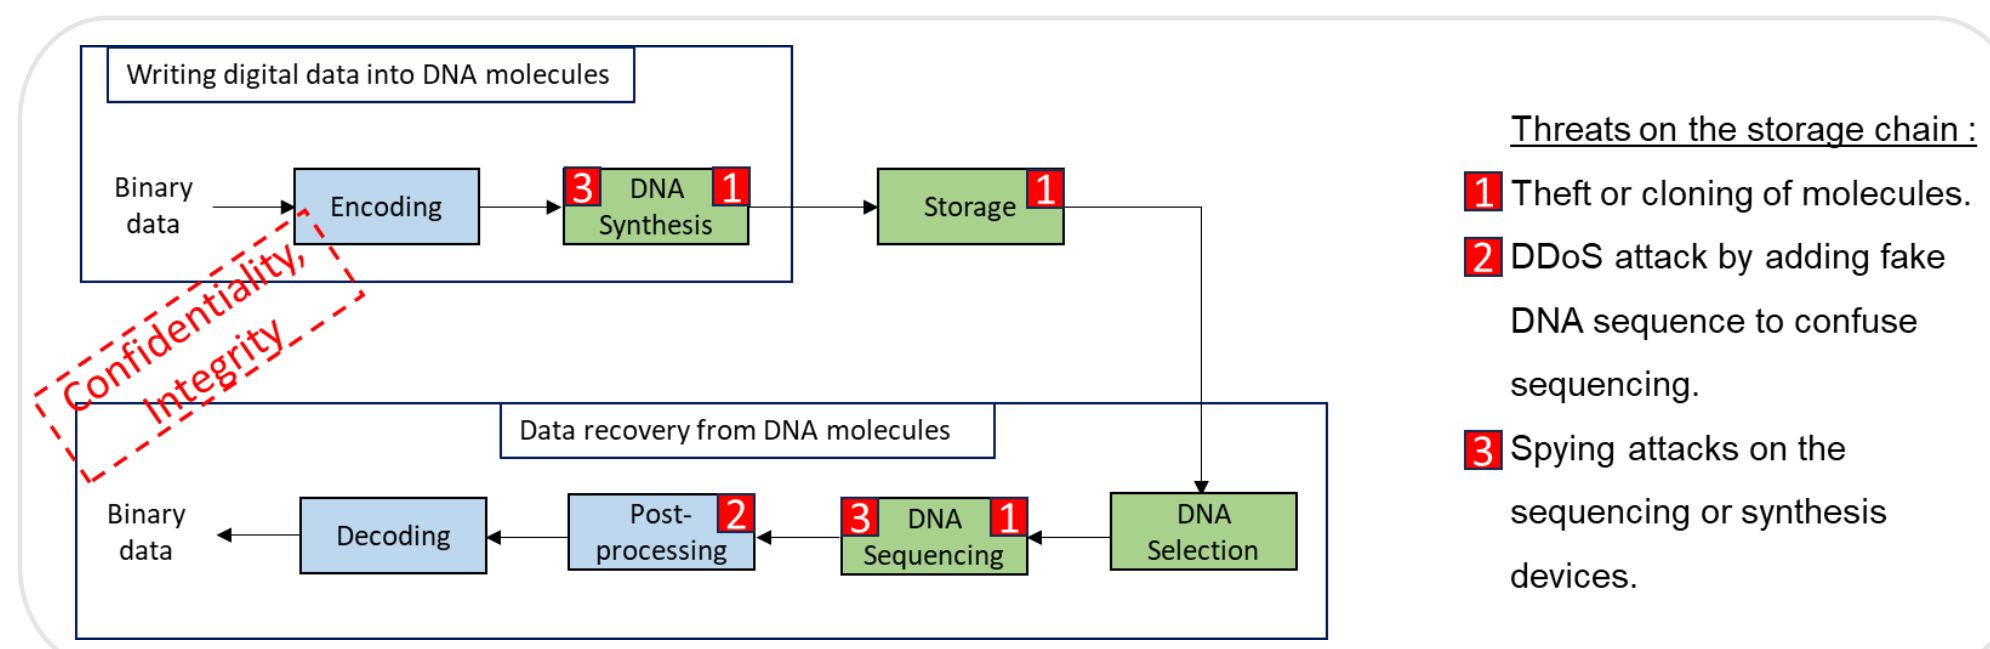 Writing digital data into DNA molecules
Binary
data
Encoding
3
DNA
Synthesis
1
Storage
1
Confidentiality,
Integrity
Data recovery from DNA molecules
Binary
data
Decoding
Post-
processing
2
3
DNA
Sequencing
1
DNA
Selection
Threats on the storage chain :
1 Theft or cloning of molecules.
2 DDoS attack by adding fake
DNA sequence to confuse
sequencing.
3 Spying attacks on the
sequencing or synthesis
devices.